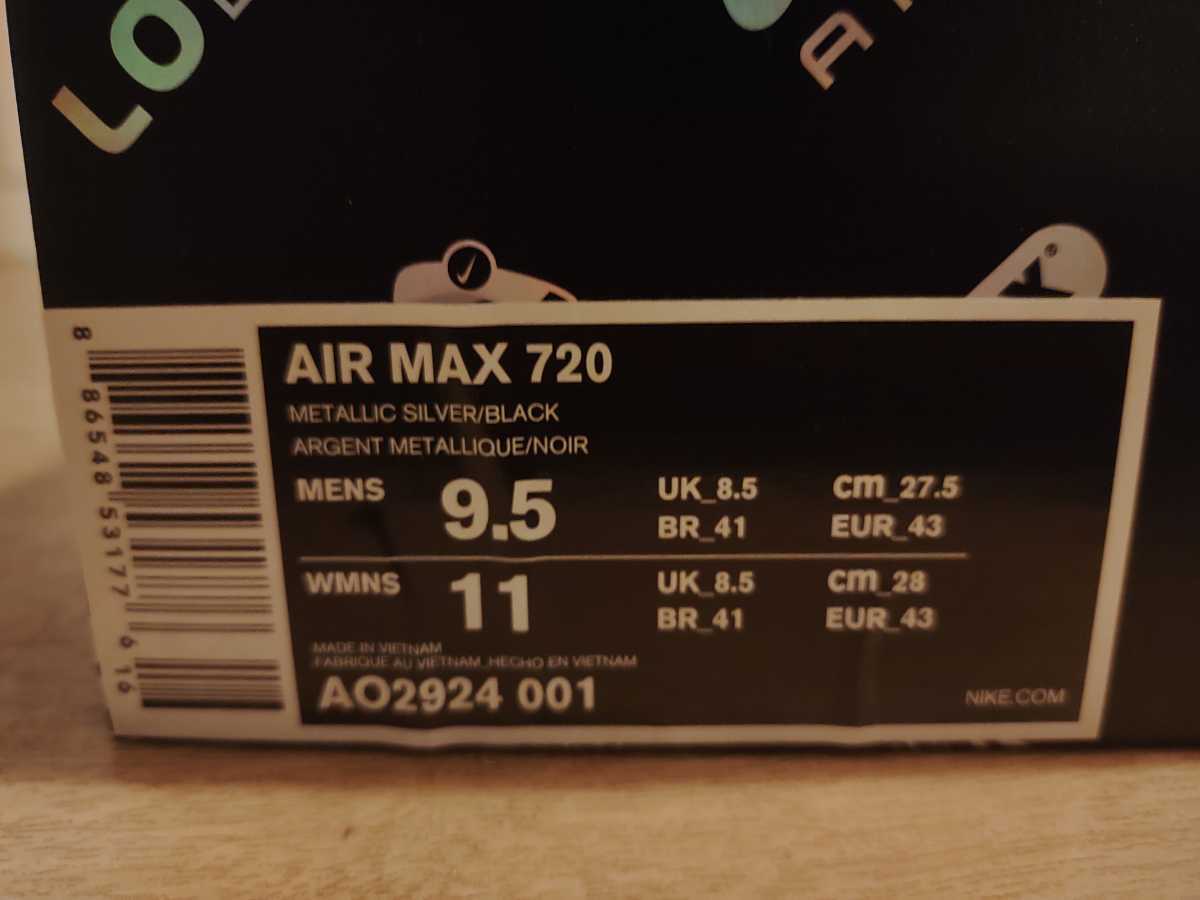 LO
A
K®
AIR MAX 720
METALLIC SILVER/BLACK
ARGENT METALLIQUE/NOIR
MENS 9.5 UK_8.5 cm_27.5
BR_41 EUR_43
WMNS 11 UK_8.5 cm_28
BR_41 EUR_43
MADE IN VIETNAM
FABRIQUE AU VIETNAM_HECHO EN VIETNAM
AO2924 001
NIKE.COM
8 86548 53177 6 16